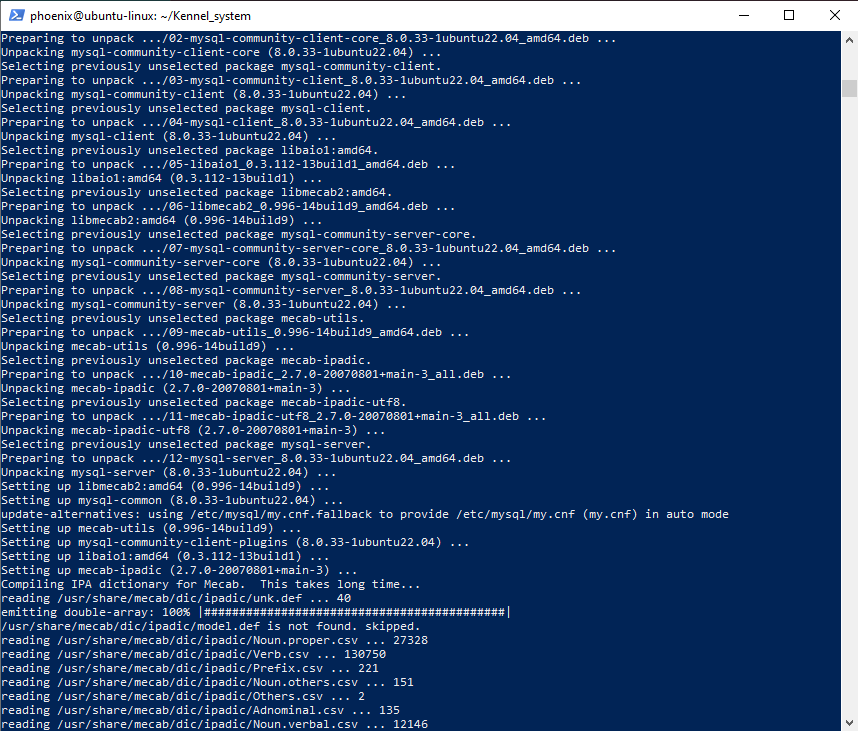 phoenix@ubuntu-linux: ~/Kennel_system
Preparing to unpack .../02-mysql-community-client-core_8.0.33-1ubuntu22.04_amd64.deb ...
Unpacking mysql-community-client-core (8.0.33-1ubuntu22.04) ...
Selecting previously unselected package mysql-community-client.
Preparing to unpack .../03-mysql-community-client_8.0.33-1ubuntu22.04_amd64.deb ...
Unpacking mysql-community-client (8.0.33-1ubuntu22.04) ...
Selecting previously unselected package mysql-client.
Preparing to unpack .../04-mysql-client_8.0.33-1ubuntu22.04_amd64.deb ...
Unpacking mysql-client (8.0.33-1ubuntu22.04) ...
Selecting previously unselected package libaio1:amd64.
Preparing to unpack .../05-libaio1_0.3.112-13build1_amd64.deb ...
Unpacking libaio1:amd64 (0.3.112-13build1) ...
Selecting previously unselected package libmecab2:amd64.
Preparing to unpack .../06-libmecab2_0.996-14build9_amd64.deb ...
Unpacking libmecab2:amd64 (0.996-14build9) ...
Selecting previously unselected package mysql-community-server-core.
Preparing to unpack .../07-mysql-community-server-core_8.0.33-1ubuntu22.04_amd64.deb ...
Unpacking mysql-community-server-core (8.0.33-1ubuntu22.04) ...
Selecting previously unselected package mysql-community-server.
Preparing to unpack .../08-mysql-community-server_8.0.33-1ubuntu22.04_amd64.deb ...
Unpacking mysql-community-server (8.0.33-1ubuntu22.04) ...
Selecting previously unselected package mecab-utils.
Preparing to unpack .../09-mecab-utils_0.996-14build9_amd64.deb ...
Unpacking mecab-utils (0.996-14build9) ...
Selecting previously unselected package mecab-ipadic.
Preparing to unpack .../10-mecab-ipadic_2.7.0-20070801+main-3_all.deb ...
Unpacking mecab-ipadic (2.7.0-20070801+main-3) ...
Selecting previously unselected package mecab-ipadic-utf8.
Preparing to unpack .../11-mecab-ipadic-utf8_2.7.0-20070801+main-3_all.deb ...
Unpacking mecab-ipadic-utf8 (2.7.0-20070801+main-3) ...
Selecting previously unselected package mysql-server.
Preparing to unpack .../12-mysql-server_8.0.33-1ubuntu22.04_amd64.deb ...
Unpacking mysql-server (8.0.33-1ubuntu22.04) ...
Setting up libmecab2:amd64 (0.996-14build9) ...
Setting up mysql-common (8.0.33-1ubuntu22.04) ...
update-alternatives: using /etc/mysql/my.cnf.fallback to provide /etc/mysql/my.cnf (my.cnf) in auto mode
Setting up mecab-utils (0.996-14build9) ...
Setting up mysql-community-client-plugins (8.0.33-1ubuntu22.04) ...
Setting up libaio1:amd64 (0.3.112-13build1) ...
Setting up mecab-ipadic (2.7.0-20070801+main-3) ...
Compiling IPA dictionary for Mecab.  This takes long time...
reading /usr/share/mecab/dic/ipadic/unk.def ... 40
emitting double-array: 100% |###########################################|
/usr/share/mecab/dic/ipadic/model.def is not found. skipped.
reading /usr/share/mecab/dic/ipadic/Noun.proper.csv ... 27328
reading /usr/share/mecab/dic/ipadic/Verb.csv ... 130750
reading /usr/share/mecab/dic/ipadic/Prefix.csv ... 221
reading /usr/share/mecab/dic/ipadic/Noun.others.csv ... 151
reading /usr/share/mecab/dic/ipadic/Others.csv ... 2
reading /usr/share/mecab/dic/ipadic/Adnominal.csv ... 135
reading /usr/share/mecab/dic/ipadic/Noun.verbal.csv ... 12146